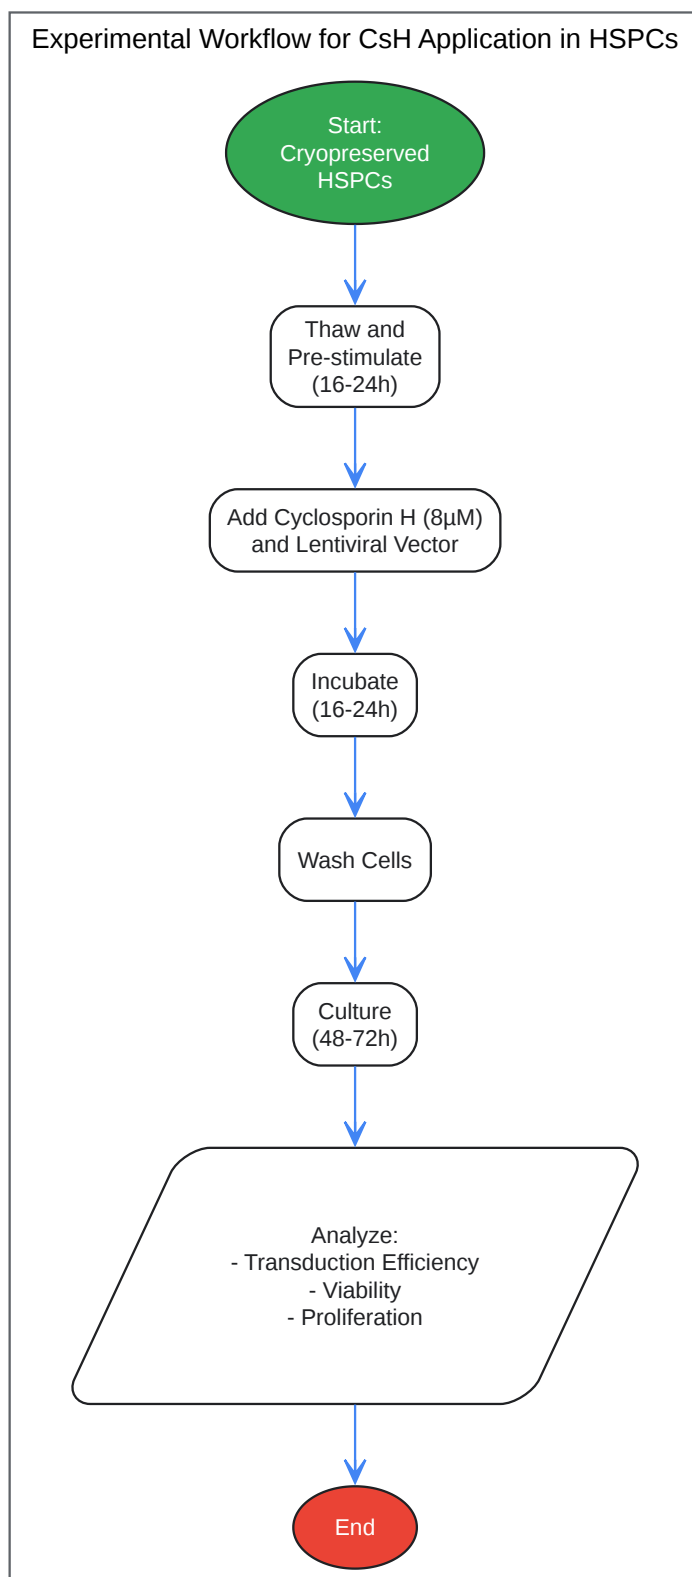 Experimental Workflow for CsH Application in HSPCs
Start:
Cryopreserved
HSPCs
Thaw and
Pre-stimulate
(16-24h)
Add Cyclosporin H (8µM)
and Lentiviral Vector
Incubate
(16-24h)
Wash Cells
Culture
(48-72h)
Analyze:
- Transduction Efficiency
- Viability
- Proliferation
End